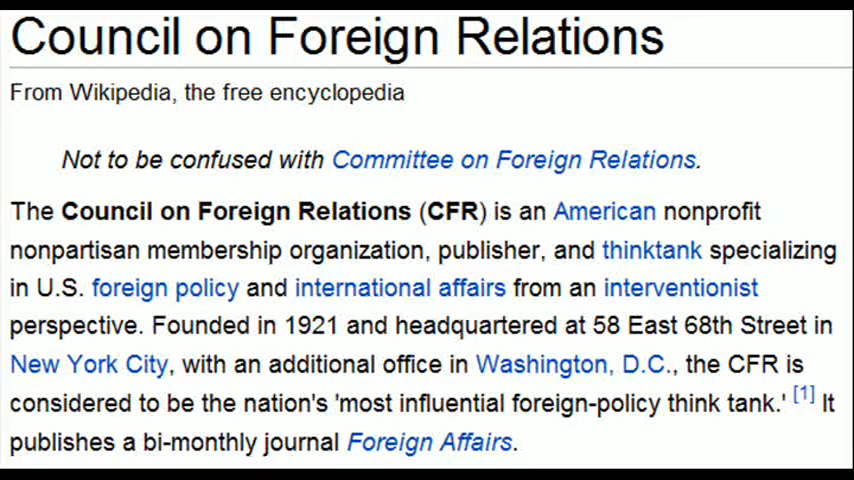 Council on Foreign Relations
From Wikipedia, the free encyclopedia
Not to be confused with Committee on Foreign Relations.
The Council on Foreign Relations (CFR) is an American nonprofit
nonpartisan membership organization, publisher, and thinktank specializing
in U.S. foreign policy and international affairs from an interventionist
perspective. Founded in 1921 and headquartered at 58 East 68th Street in
New York City, with an additional office in Washington, D.C., the CFR is
considered to be the nation's 'most influential foreign-policy think tank.' [1] It
publishes a bi-monthly journal Foreign Affairs.